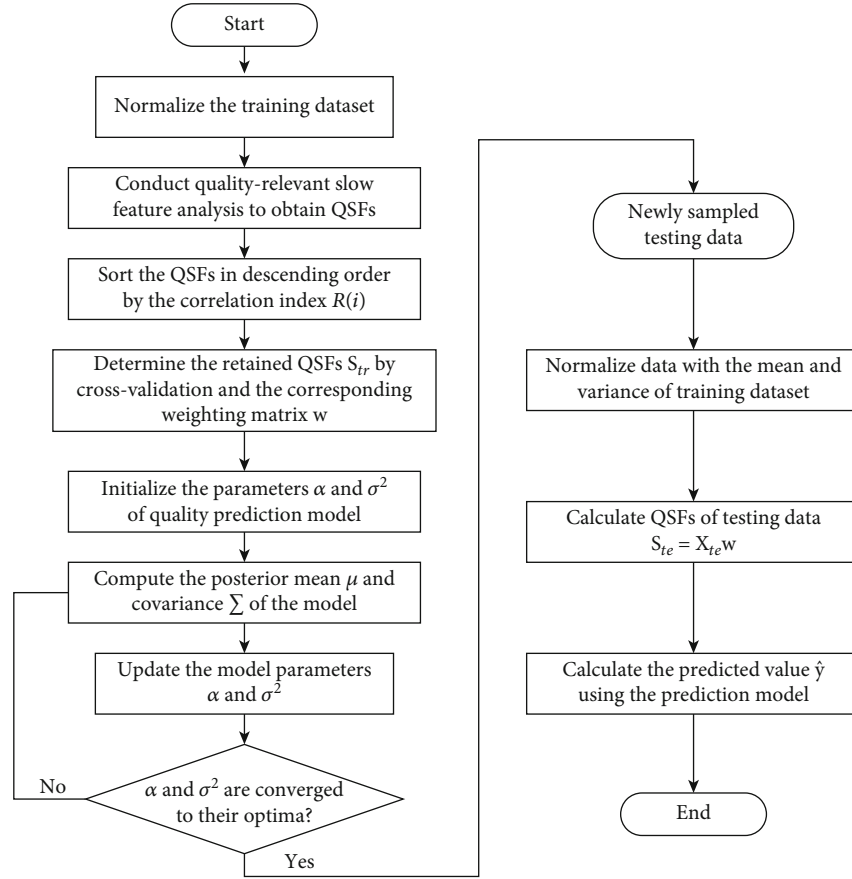 Start
Normalize the training dataset
Conduct quality-relevant slow
feature analysis to obtain QSFs
Sort the QSFs in descending order
by the correlation index R(i)
Determine the retained QSFs Sₜᵣ by
cross-validation and the corresponding
weighting matrix w
Initialize the parameters α and σ²
of quality prediction model
Compute the posterior mean μ and
covariance ∑ of the model
Update the model parameters
α and σ²
No
α and σ² are converged
to their optima?
Yes
Newly sampled
testing data
Normalize data with the mean and
variance of training dataset
Calculate QSFs of testing data
Sₜₑ = Xₜₑw
Calculate the predicted value ŷ
using the prediction model
End